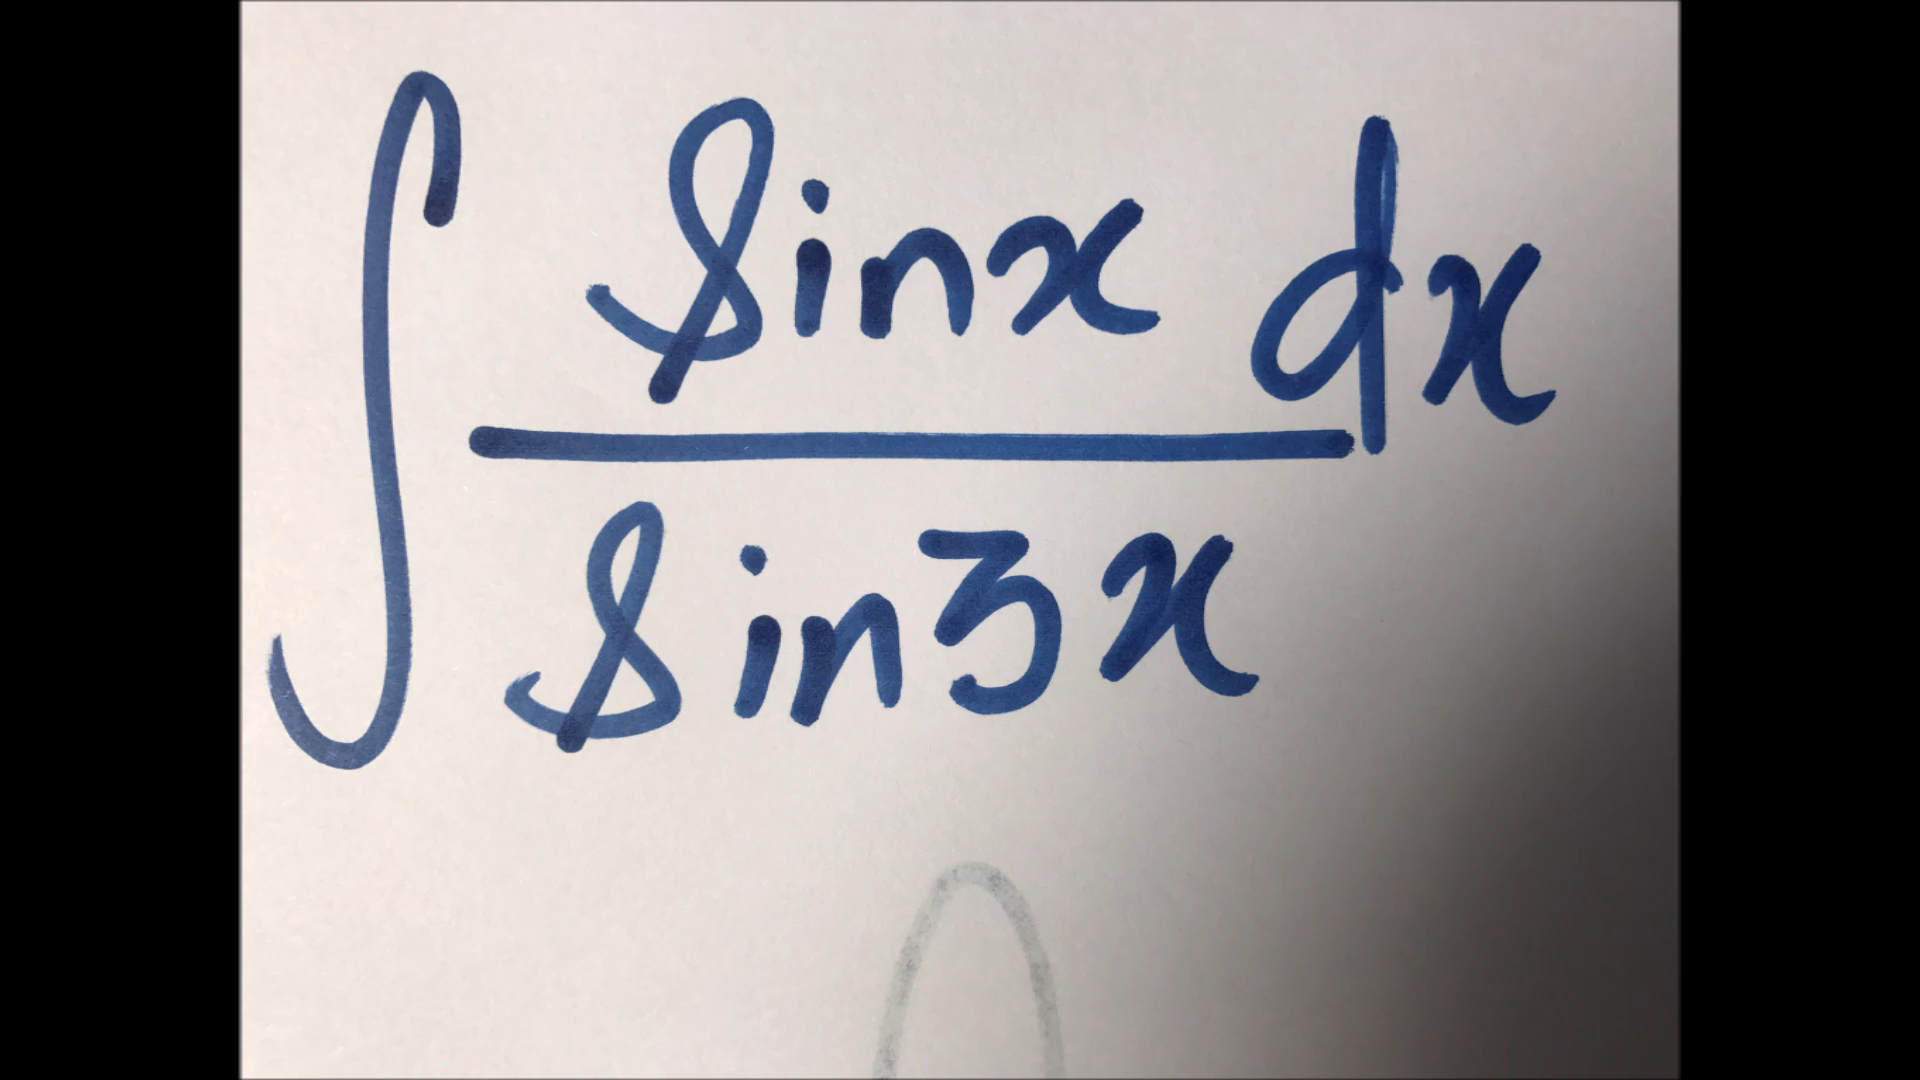 ∫ sinx dx
sin3x